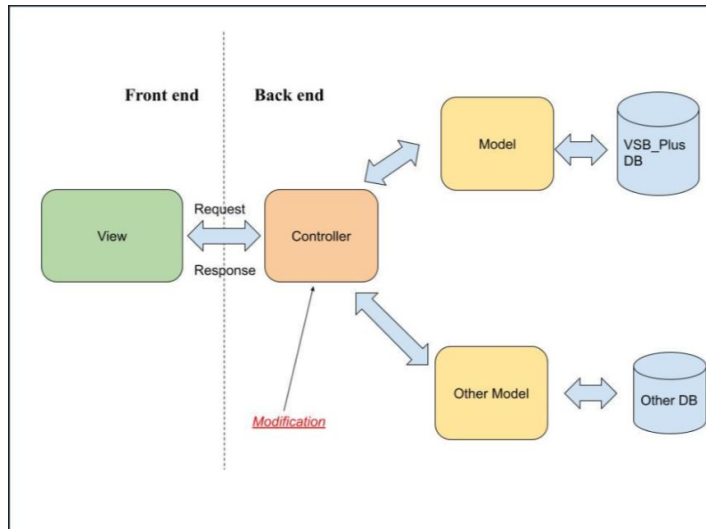 Front end
Back end
Model
VSB_Plus
DB
Request
View
Controller
Response
Other Model
Other DB
Modification